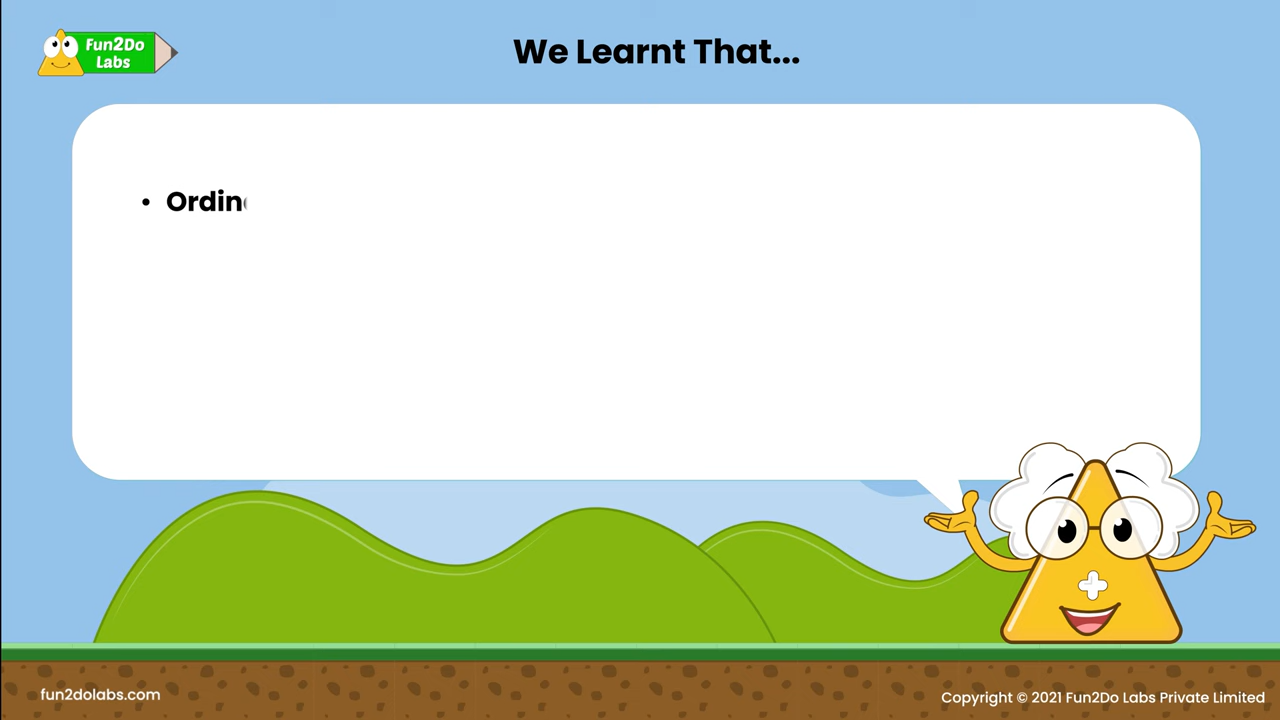 Fun2Do
Labs
We Learnt That...
• Ordin
fun2dolabs.com
Copyright © 2021 Fun2Do Labs Private Limited